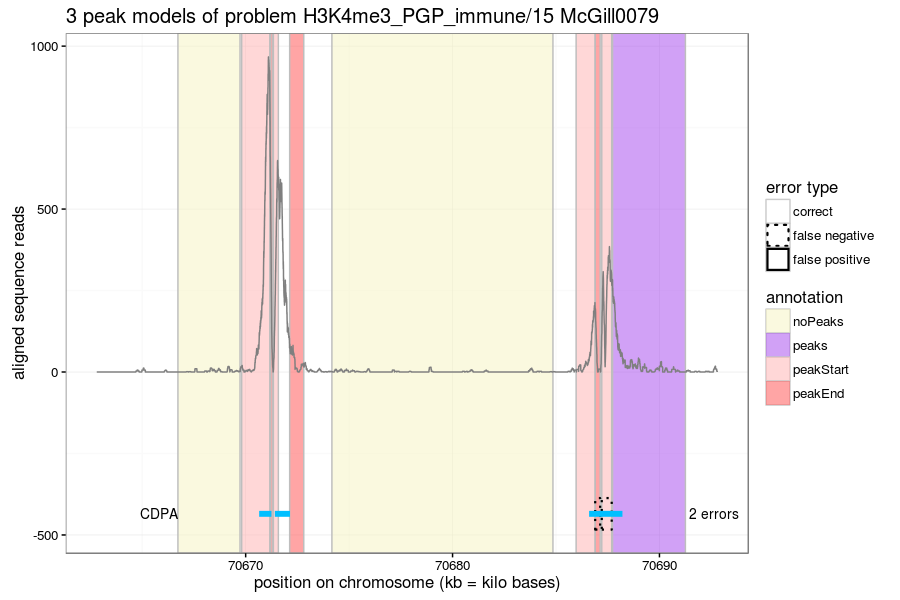 3 peak models of problem H3K4me3_PGP_immune/15 McGill0079
1000
500
0
-500
aligned sequence reads
CDPA
2 errors
70670
70680
70690
position on chromosome (kb = kilo bases)
error type
correct
false negative
false positive
annotation
noPeaks
peaks
peakStart
peakEnd